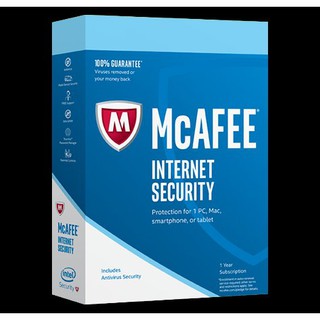 100% GUARANTEE*
Viruses removed or
your money back
McAFEE
INTERNET
SECURITY
Protection for 1 PC, Mac,
smartphone, or tablet
Includes
Antivirus Security
1 Year
Subscription
McAFEE
INTERNET
SECURITY
intel
Security